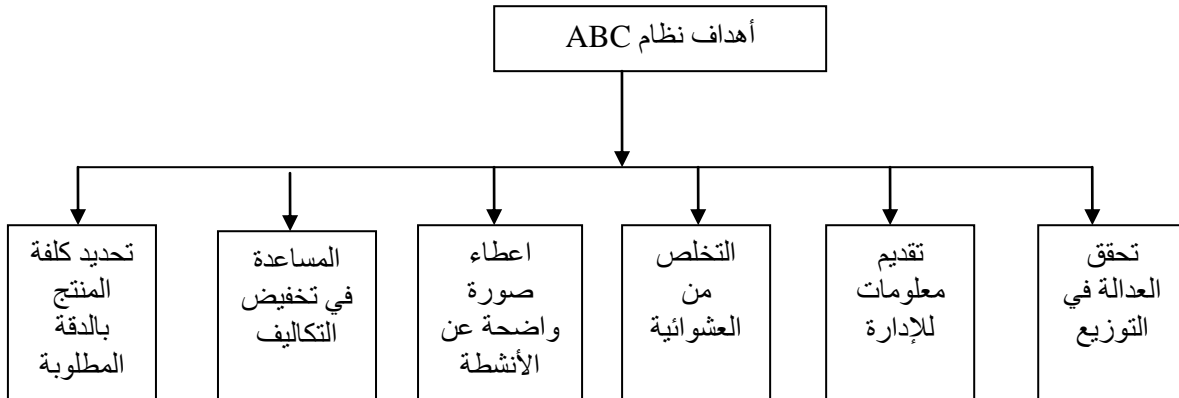 أهداف نظام ABC
تحقق
العدالة في
التوزيع
تقديم
معلومات
للإدارة
التخلص
من
العشوائية
اعطاء
صورة
واضحة عن
الأنشطة
المساعدة
في تخفيض
التكاليف
تحديد كلفة
المنتج
بالدقة
المطلوبة